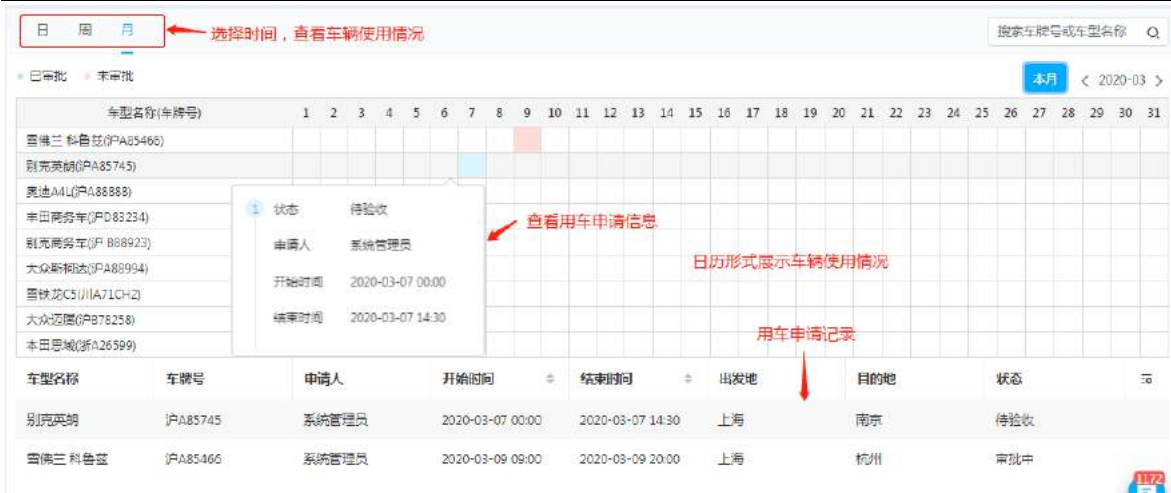 日 周 月 选择时间，查看车辆使用情况 搜索车牌号或车型名称
已审批 未审批 本月 < 2020-03 >
车型名称(车牌号) 1 2 3 4 5 6 7 8 9 10 11 12 13 14 15 16 17 18 19 20 21 22 23 24 25 26 27 28 29 30 31
雪佛兰 科鲁兹(沪A85466)
别克英朗(沪A85745)
奥迪A4L(沪A88888)
丰田商务车(沪D83234)
别克商务车(沪B88923)
大众斯柯达(沪A88994)
雪铁龙C5(川A71CH2)
大众迈腾(沪B78258)
本田思域(浙A26599)
1 状态 待验收
申请人 系统管理员
开始时间 2020-03-07 00:00
结束时间 2020-03-07 14:30
查看用车申请信息
日历形式展示车辆使用情况
用车申请记录
车型名称 车牌号 申请人 开始时间 结束时间 出发地 目的地 状态
别克英朗 沪A85745 系统管理员 2020-03-07 00:00 2020-03-07 14:30 上海 南京 待验收
雪佛兰 科鲁兹 沪A85466 系统管理员 2020-03-09 09:00 2020-03-09 20:00 上海 杭州 审批中
1172